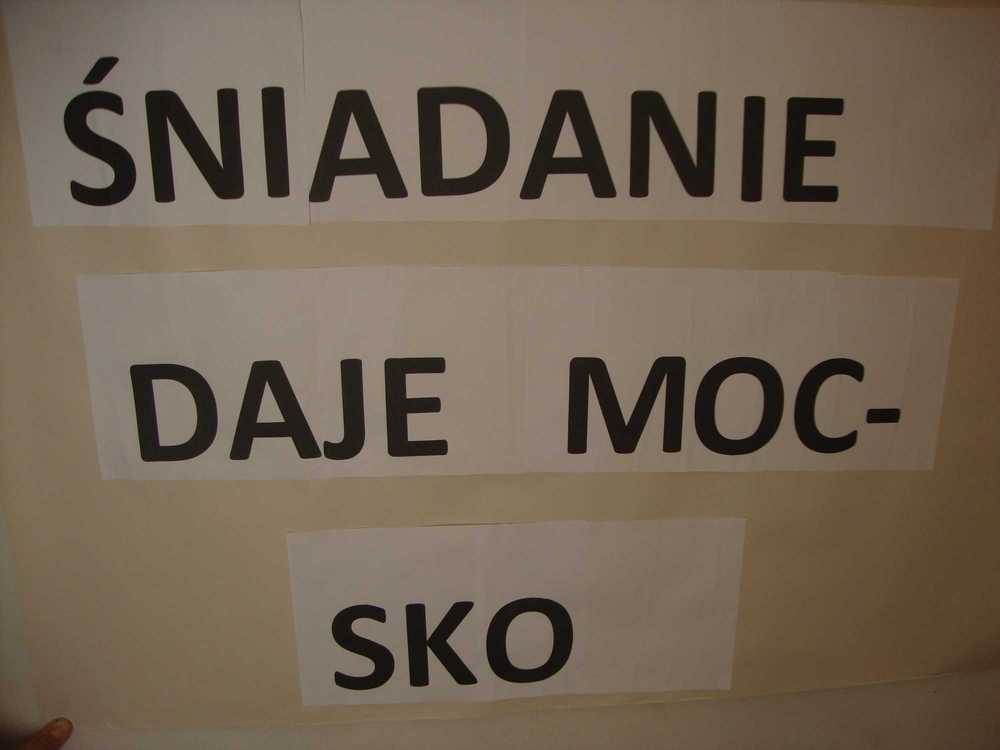 ŚNIADANIE
DAJE MOC-
SKO